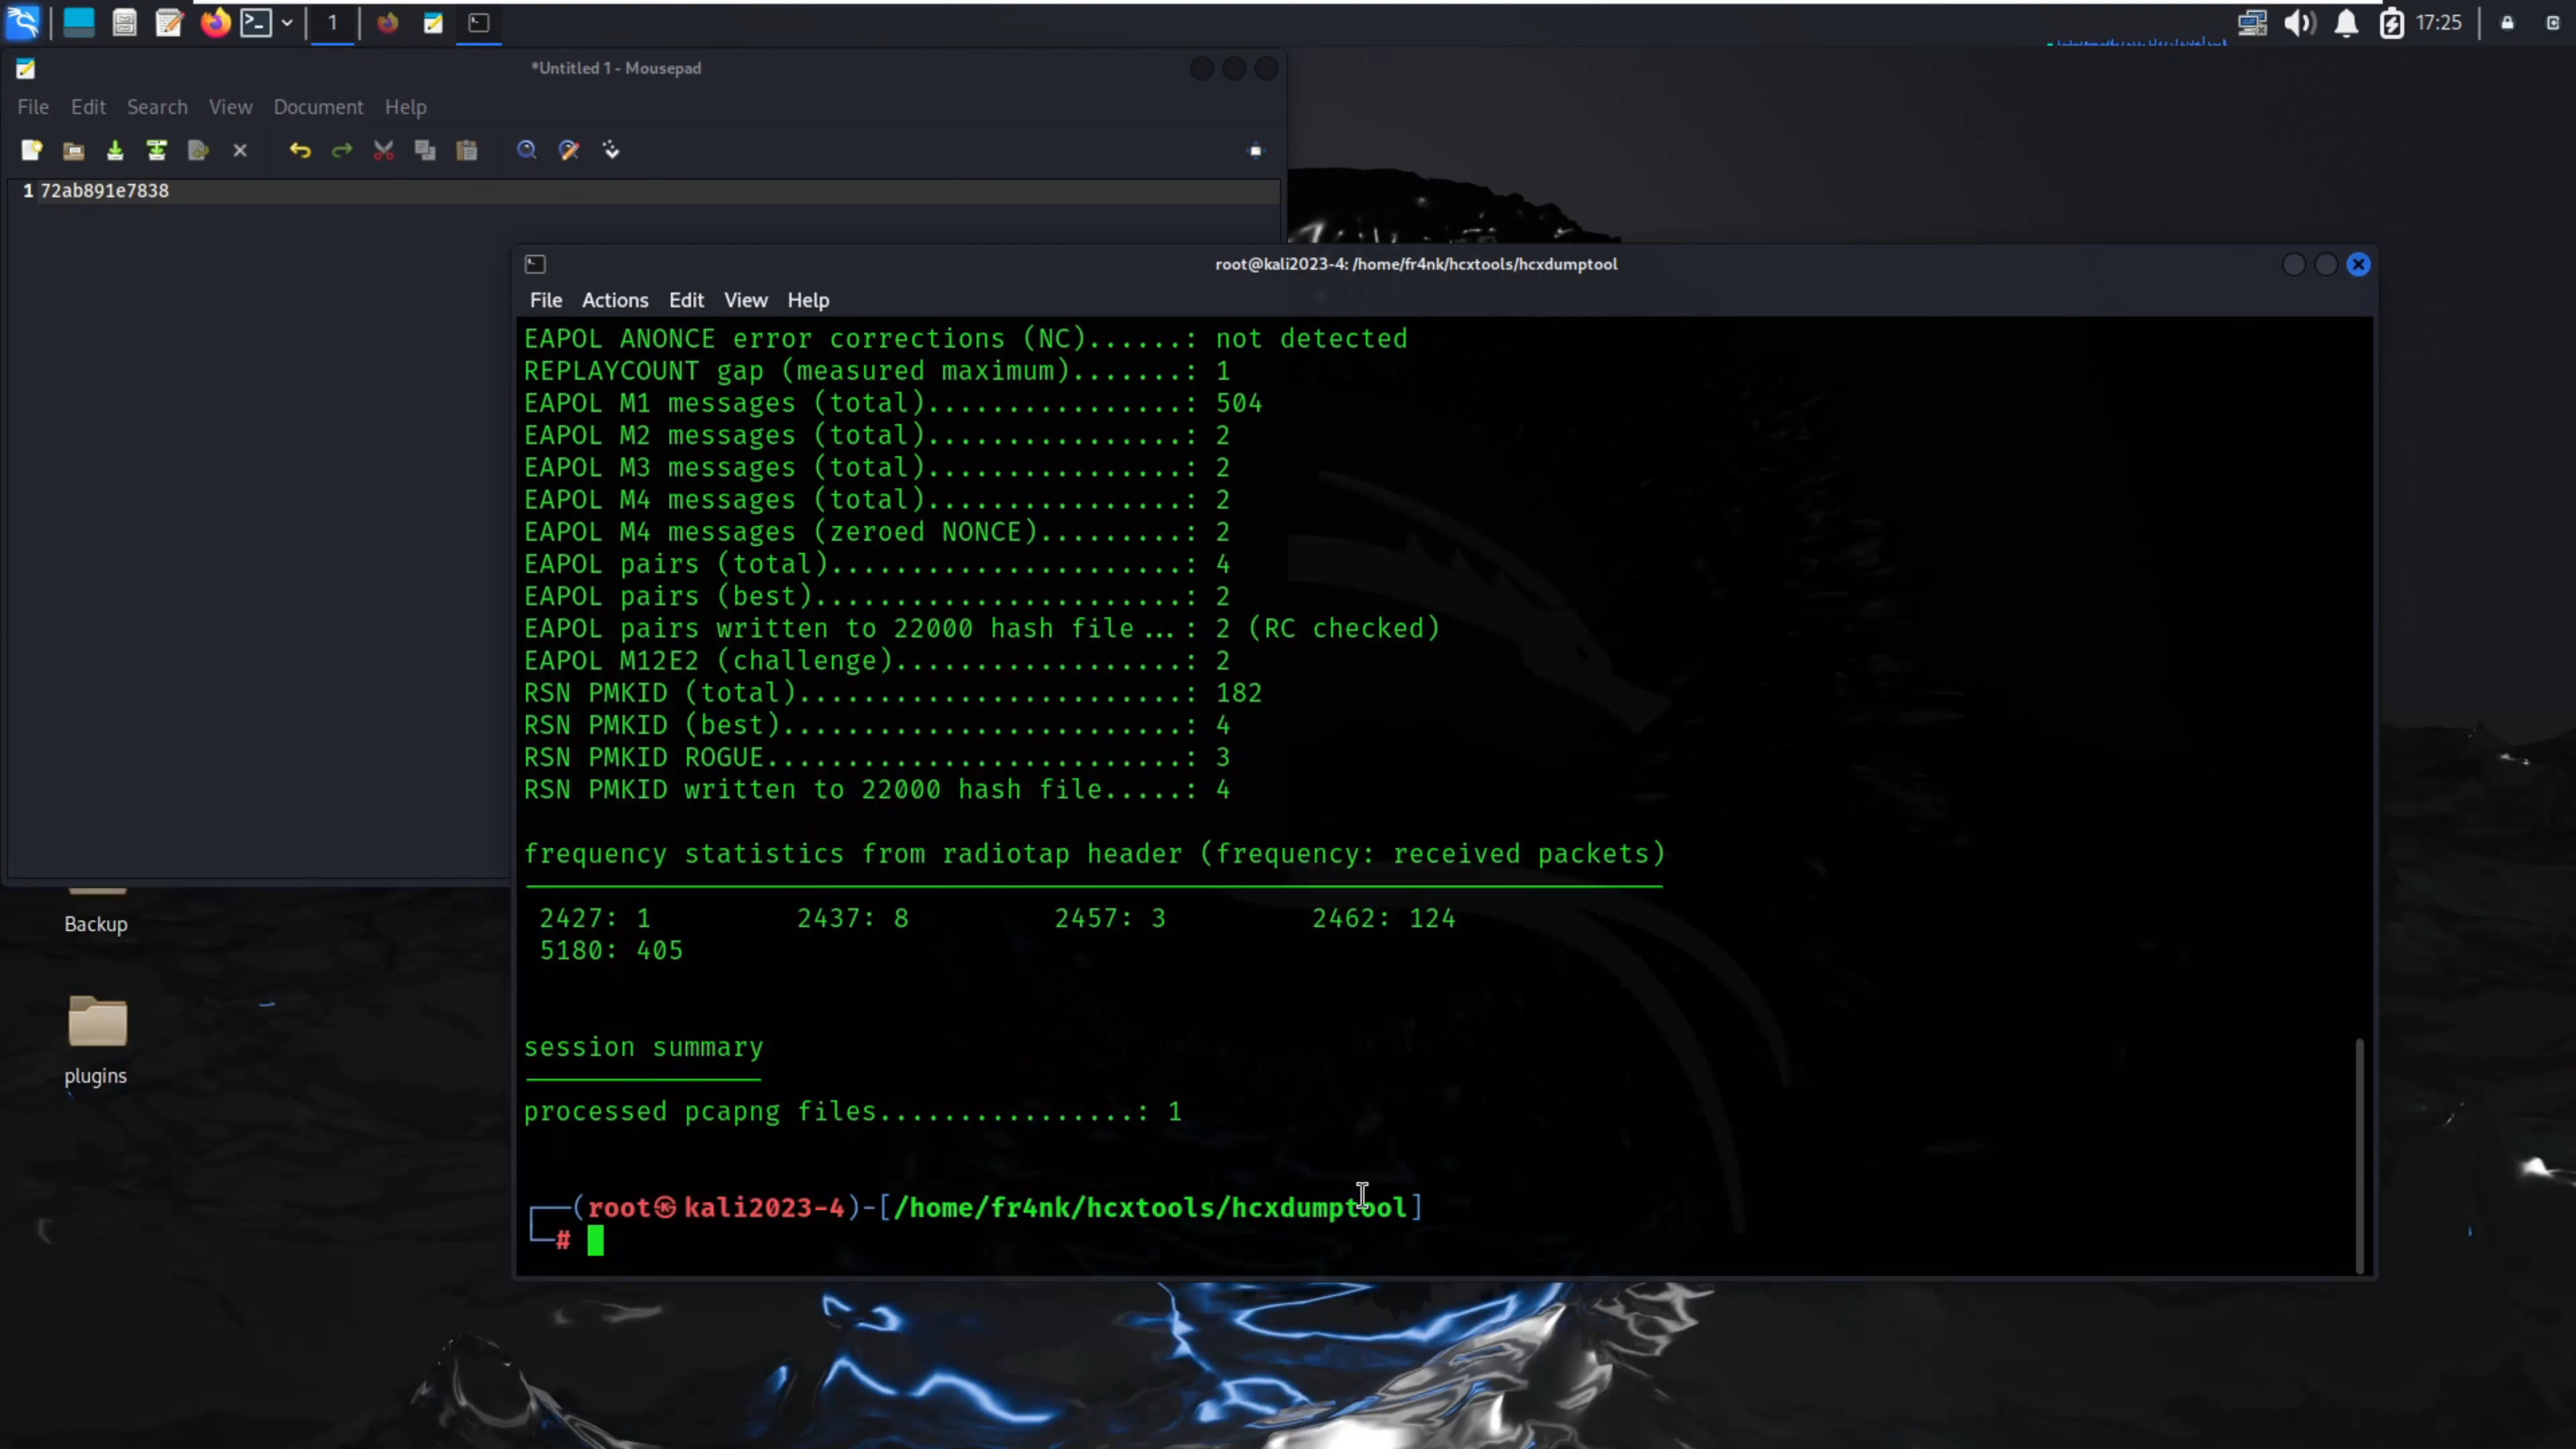 1
17:25
*Untitled 1 - Mousepad
File Edit Search View Document Help
1 72ab891e7838
root@kali2023-4: /home/fr4nk/hcxtools/hcxdumptool
File Actions Edit View Help
EAPOL ANONCE error corrections (NC)......: not detected
REPLAYCOUNT gap (measured maximum).......: 1
EAPOL M1 messages (total)................: 504
EAPOL M2 messages (total)................: 2
EAPOL M3 messages (total)................: 2
EAPOL M4 messages (total)................: 2
EAPOL M4 messages (zeroed NONCE).........: 2
EAPOL pairs (total)......................: 4
EAPOL pairs (best).......................: 2
EAPOL pairs written to 22000 hash file...: 2 (RC checked)
EAPOL M12E2 (challenge)..................: 2
RSN PMKID (total)........................: 182
RSN PMKID (best).........................: 4
RSN PMKID ROGUE..........................: 3
RSN PMKID written to 22000 hash file.....: 4
frequency statistics from radiotap header (frequency: received packets)
2427: 1 2437: 8 2457: 3 2462: 124
5180: 405
session summary
processed pcapng files................: 1
┌──(root㉿kali2023-4)-[/home/fr4nk/hcxtools/hcxdumptool]
└─#
Backup
plugins